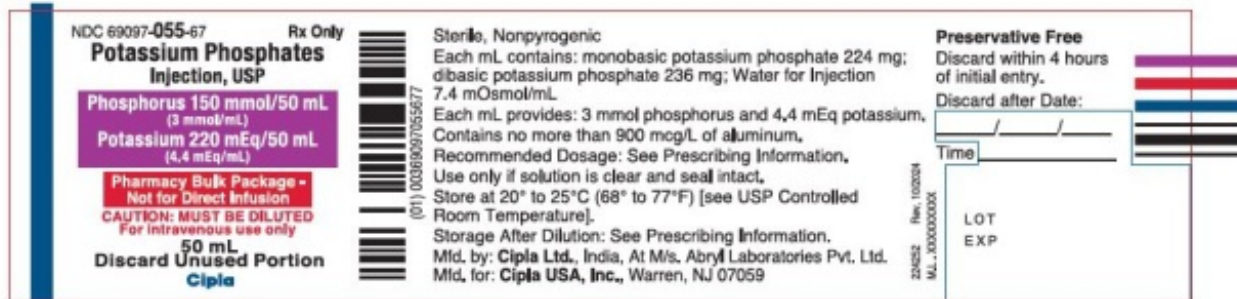 NDC 69097-055-67 Rx Only
Potassium Phosphates
Injection, USP
Phosphorus 150 mmol/50 mL
(3 mmol/mL)
Potassium 220 mEq/50 mL
(4.4 mEq/mL)
Pharmacy Bulk Package -
Not for Direct Infusion
CAUTION: MUST BE DILUTED
For intravenous use only
50 mL
Discard Unused Portion
Cipla
(01) 00369097055677
Sterile, Nonpyrogenic
Each mL contains: monobasic potassium phosphate 224 mg;
dibasic potassium phosphate 236 mg; Water for Injection
7.4 mOsmol/mL
Each mL provides: 3 mmol phosphorus and 4.4 mEq potassium.
Contains no more than 900 mcg/L of aluminum.
Recommended Dosage: See Prescribing Information.
Use only if solution is clear and seal intact.
Store at 20° to 25°C (68° to 77°F) [see USP Controlled
Room Temperature].
Storage After Dilution: See Prescribing Information.
Mfd. by: Cipla Ltd., India, At M/s. Abryl Laboratories Pvt. Ltd.
Mfd. for: Cipla USA, Inc., Warren, NJ 07059
224252 Rev. 10/2024
M.L. XXXXXXXXX
Preservative Free
Discard within 4 hours
of initial entry.
Discard after Date:
____/____/____
Time
LOT
EXP